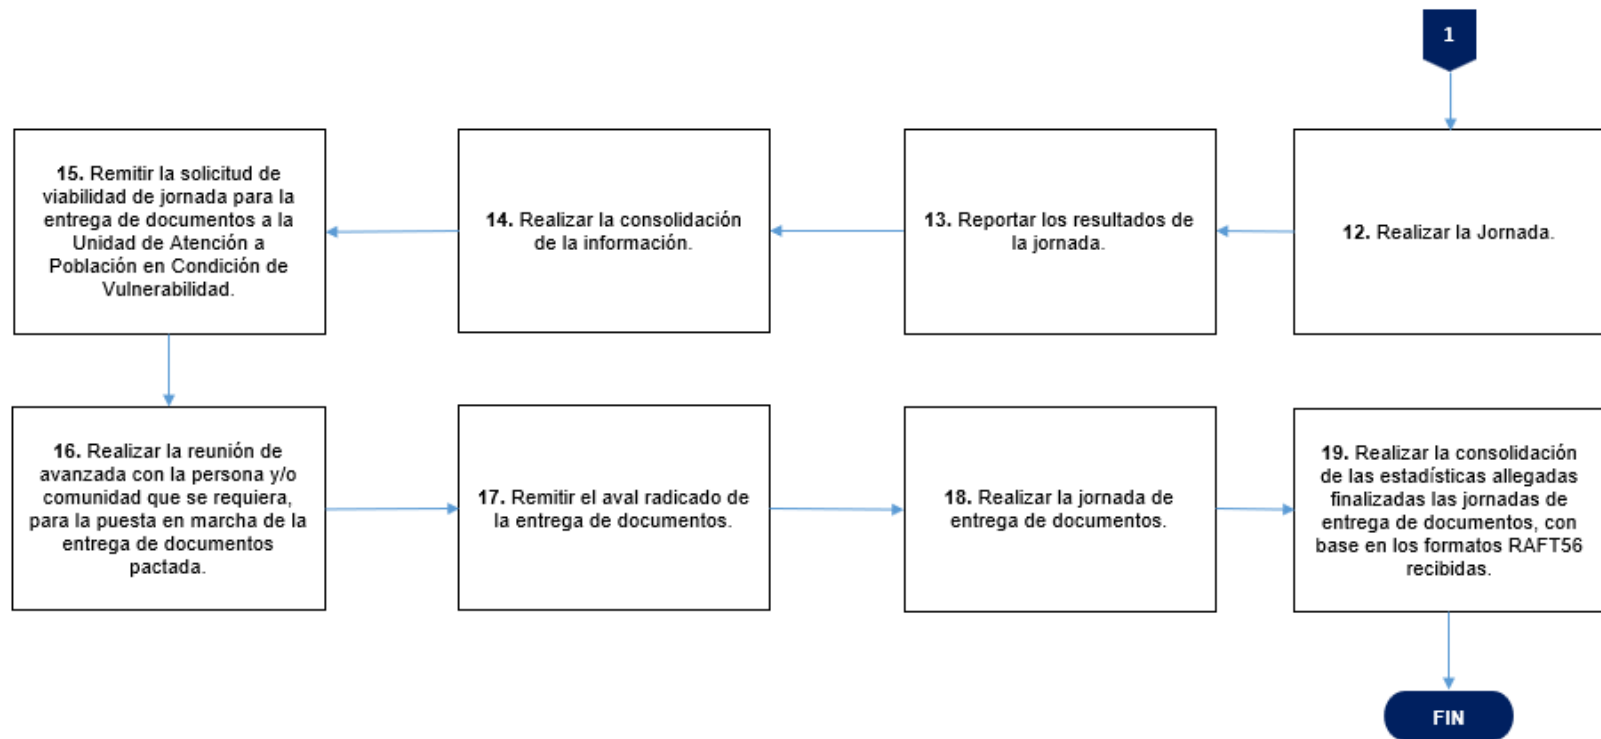 1
12. Realizar la Jornada.
13. Reportar los resultados de
la jornada.
14. Realizar la consolidación
de la información.
15. Remitir la solicitud de
viabilidad de jornada para la
entrega de documentos a la
Unidad de Atención a
Población en Condición de
Vulnerabilidad.
16. Realizar la reunión de
avanzada con la persona y/o
comunidad que se requiera,
para la puesta en marcha de la
entrega de documentos
pactada.
17. Remitir el aval radicado de
la entrega de documentos.
18. Realizar la jornada de
entrega de documentos.
19. Realizar la consolidación
de las estadísticas allegadas
finalizadas las jornadas de
entrega de documentos, con
base en los formatos RAFT56
recibidas.
FIN